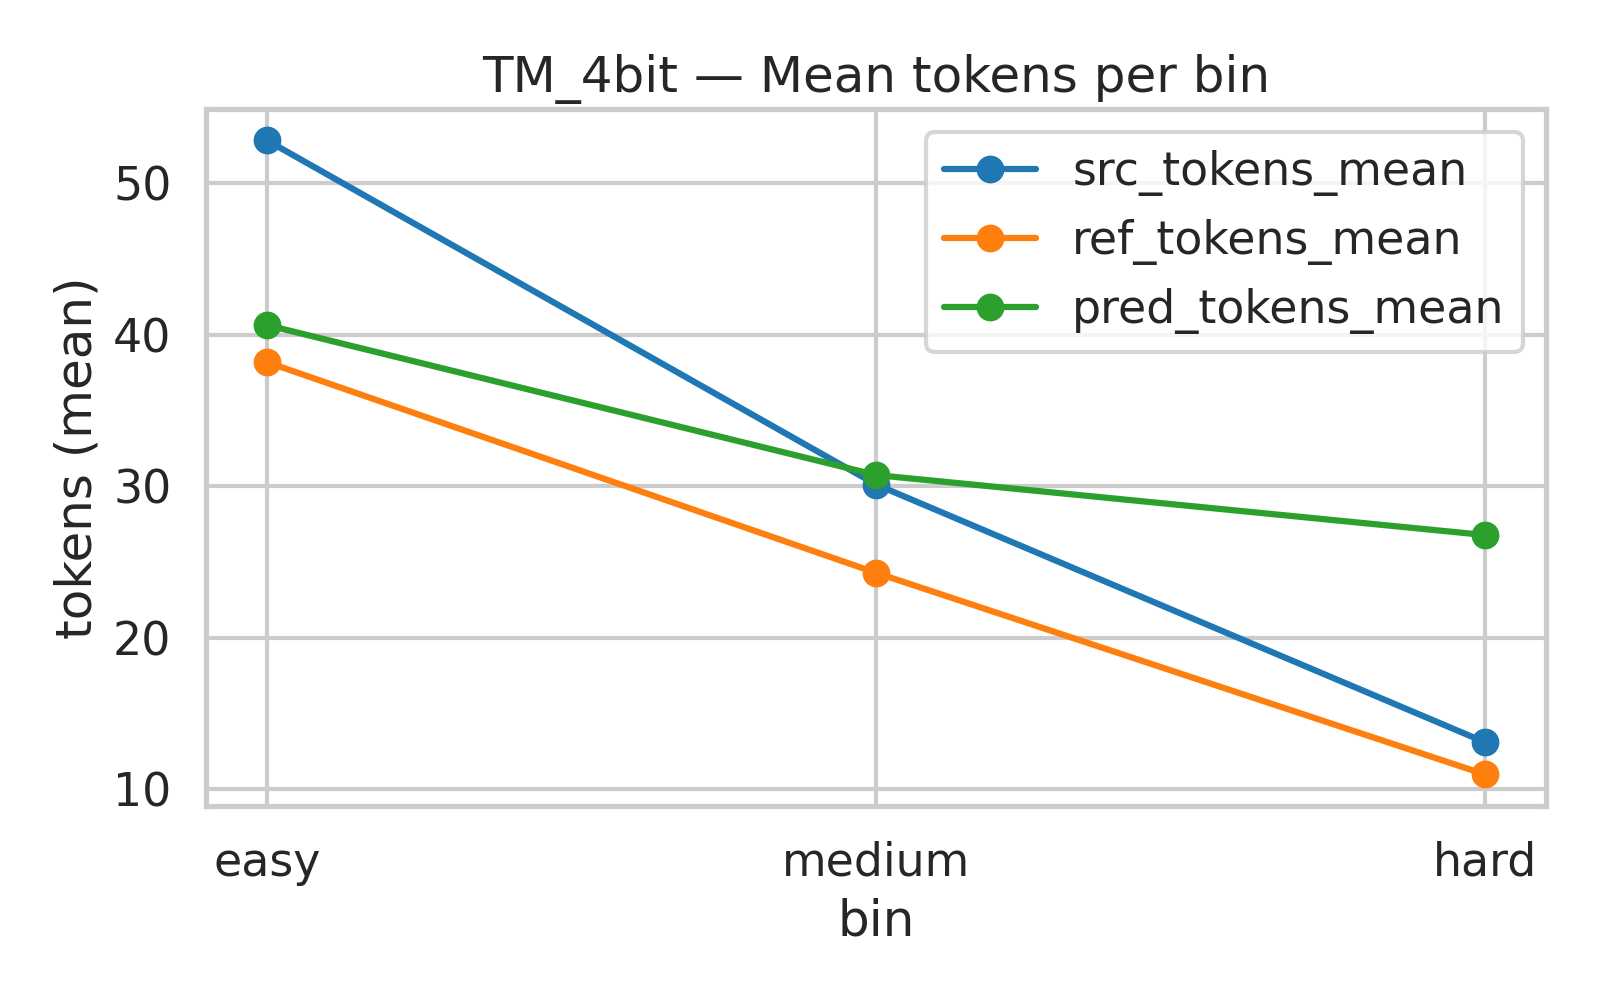 TM_4bit — Mean tokens per bin
src_tokens_mean
ref_tokens_mean
pred_tokens_mean
tokens (mean)
50
40
30
20
10
easy medium hard
bin